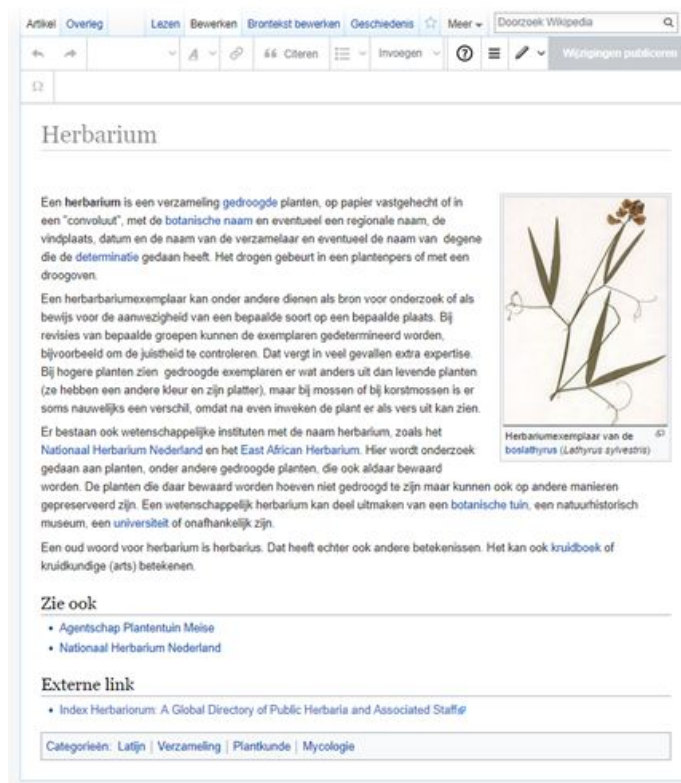 Artikel Overleg Lezen Bewerken Brontekst bewerken Geschiedenis Meer Doorzoek Wikipedia
A Citeren Invoegen Wijzigingen publiceren
Ω
Herbarium
Een herbarium is een verzameling gedroogde planten, op papier vastgehecht of in
een "convoluut", met de botanische naam en eventueel een regionale naam, de
vindplaats, datum en de naam van de verzamelaar en eventueel de naam van degene
die de determinatie gedaan heeft. Het drogen gebeurt in een plantenpers of met een
droogoven.
Een herbarbariumexemplaar kan onder andere dienen als bron voor onderzoek of als
bewijs voor de aanwezigheid van een bepaalde soort op een bepaalde plaats. Bij
revisies van bepaalde groepen kunnen de exemplaren gedetermineerd worden,
bijvoorbeeld om de juistheid te controleren. Dat vergt in veel gevallen extra expertise.
Bij hogere planten zien gedroogde exemplaren er wat anders uit dan levende planten
(ze hebben een andere kleur en zijn platter), maar bij mossen of bij korstmossen is er
soms nauwelijks een verschil, omdat na even inweken de plant er als vers uit kan zien.
Herbariumexemplaar van de
boslathyrus (Lathyrus sylvestris)
Er bestaan ook wetenschappelijke instituten met de naam herbarium, zoals het
Nationaal Herbarium Nederland en het East African Herbarium. Hier wordt onderzoek
gedaan aan planten, onder andere gedroogde planten, die ook aldaar bewaard
worden. De planten die daar bewaard worden hoeven niet gedroogd te zijn maar kunnen ook op andere manieren
gepreserveerd zijn. Een wetenschappelijk herbarium kan deel uitmaken van een botanische tuin, een natuurhistorisch
museum, een universiteit of onafhankelijk zijn.
Een oud woord voor herbarium is herbarius. Dat heeft echter ook andere betekenissen. Het kan ook kruidboek of
kruidkundige (arts) betekenen.
Zie ook
• Agentschap Plantentuin Meise
• Nationaal Herbarium Nederland
Externe link
• Index Herbariorum: A Global Directory of Public Herbaria and Associated Staff
Categorieën: Latijn | Verzameling | Plantkunde | Mycologie